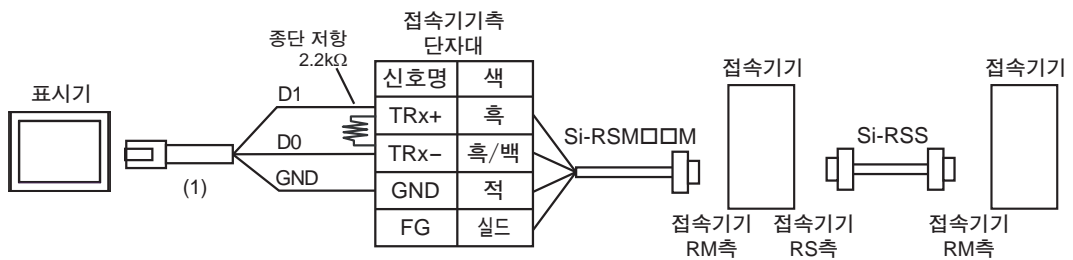 접속기기측
단자대
종단 저항
2.2kΩ
신호명 색
표시기
D1
TRx+ 흑
D0
TRx− 흑/백
(1)
GND
GND 적
FG 실드
Si-RSM□□M
접속기기
Si-RSS
접속기기
접속기기
RM측
접속기기
RS측
접속기기
RM측